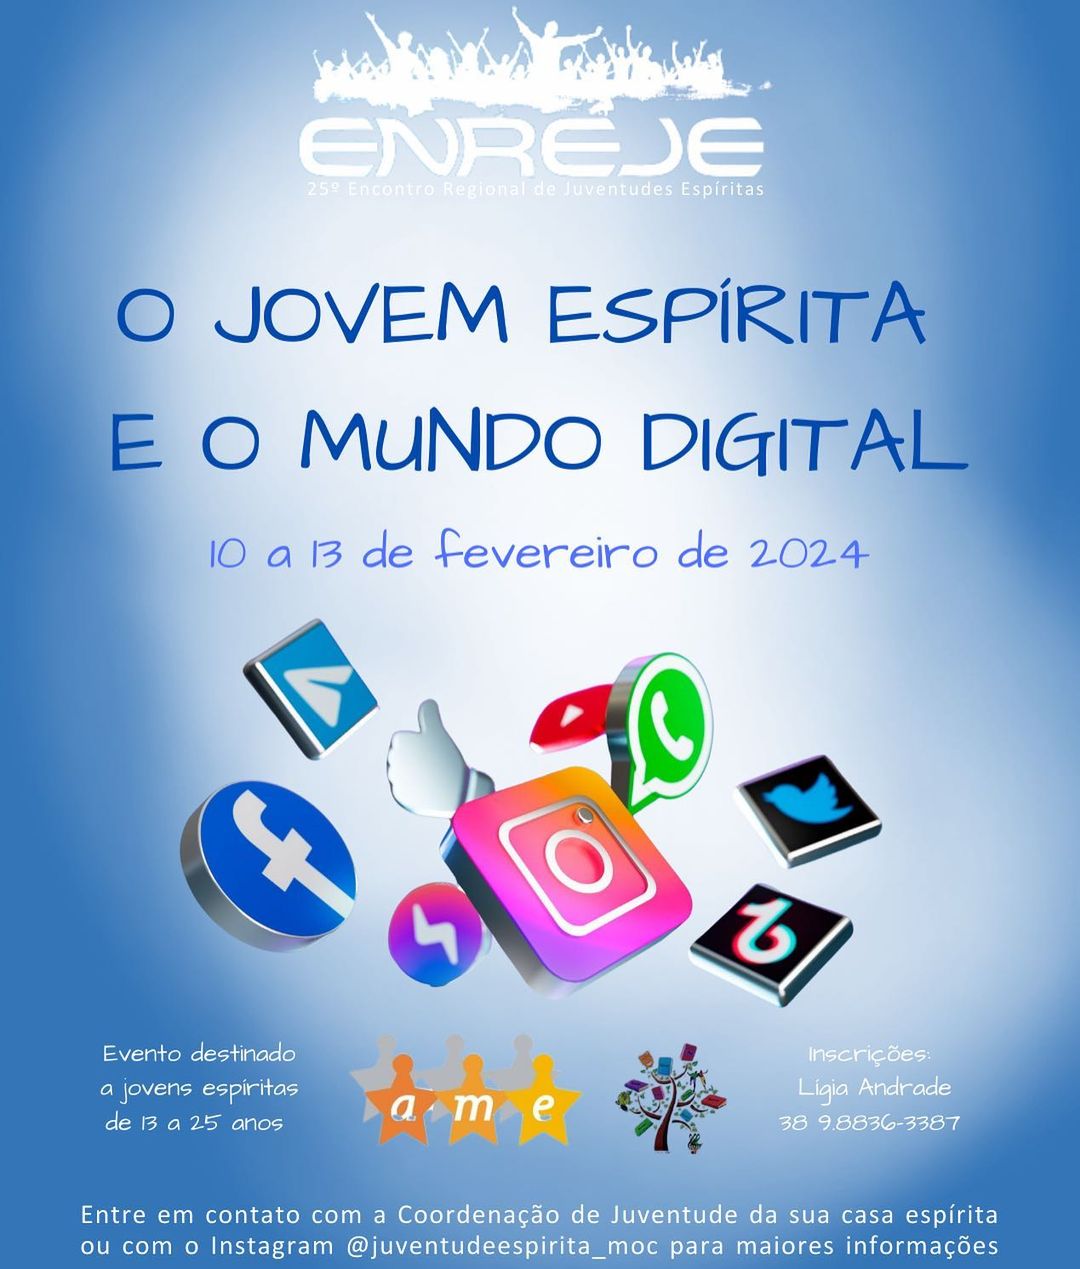 ENREJE
25º Encontro Regional de Juventudes Espíritas
O JOVEM ESPÍRITA
E O MUNDO DIGITAL
10 a 13 de fevereiro de 2024
Evento destinado
a jovens espíritas
de 13 a 25 anos
a m e
Inscrições:
Lígia Andrade
38 9.8836-3387
Entre em contato com a Coordenação de Juventude da sua casa espírita
ou com o Instagram @juventudeespirita_moc para maiores informações